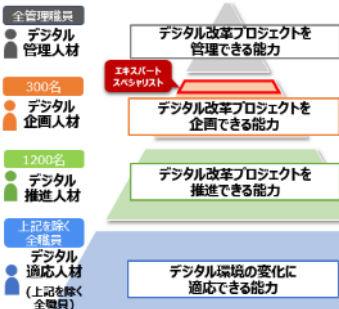 全管理職員
デジタル
管理人材
デジタル改革プロジェクトを
管理できる能力
エキスパート
スペシャリスト
300名
デジタル
企画人材
デジタル改革プロジェクトを
企画できる能力
1200名
デジタル
推進人材
デジタル改革プロジェクトを
推進できる能力
上記を除く
全職員
デジタル
適応人材
(上記を除く
全職員)
デジタル環境の変化に
適応できる能力